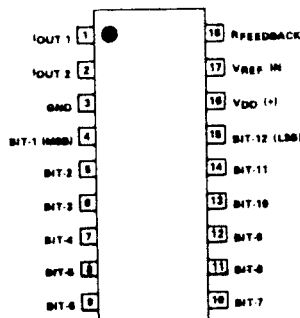 IOUT 1 1 18 RFEEDBACK
IOUT 2 2 17 VREF IN
GND 3 16 VDD (+)
BIT-1 (MSB) 4 15 BIT-12 (LSB)
BIT-2 5 14 BIT-11
BIT-3 6 13 BIT-10
BIT-4 7 12 BIT-9
BIT-5 8 11 BIT-8
BIT-6 9 10 BIT-7